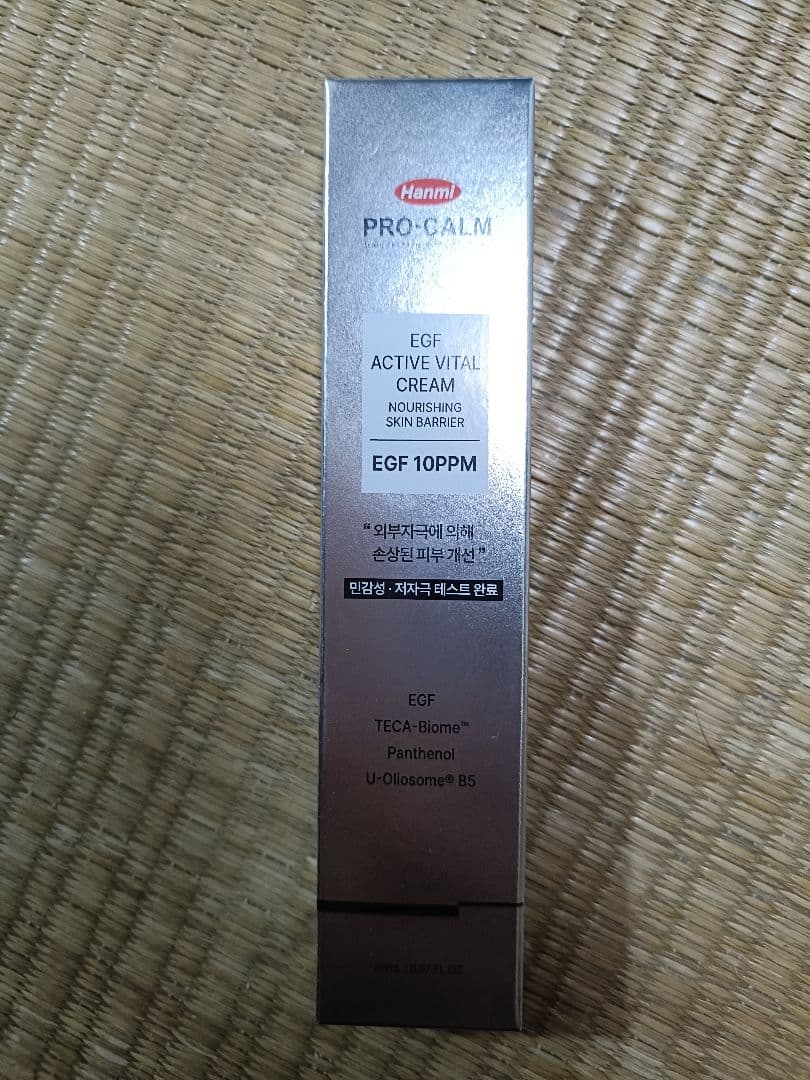 Hanmi
PRO-CALM
EGF
ACTIVE VITAL
CREAM
NOURISHING
SKIN BARRIER
EGF 10PPM
“ 외부자극에 의해
손상된 피부 개선 ”
민감성 · 저자극 테스트 완료
EGF
TECA-Biome™
Panthenol
U-Oliosome® B5